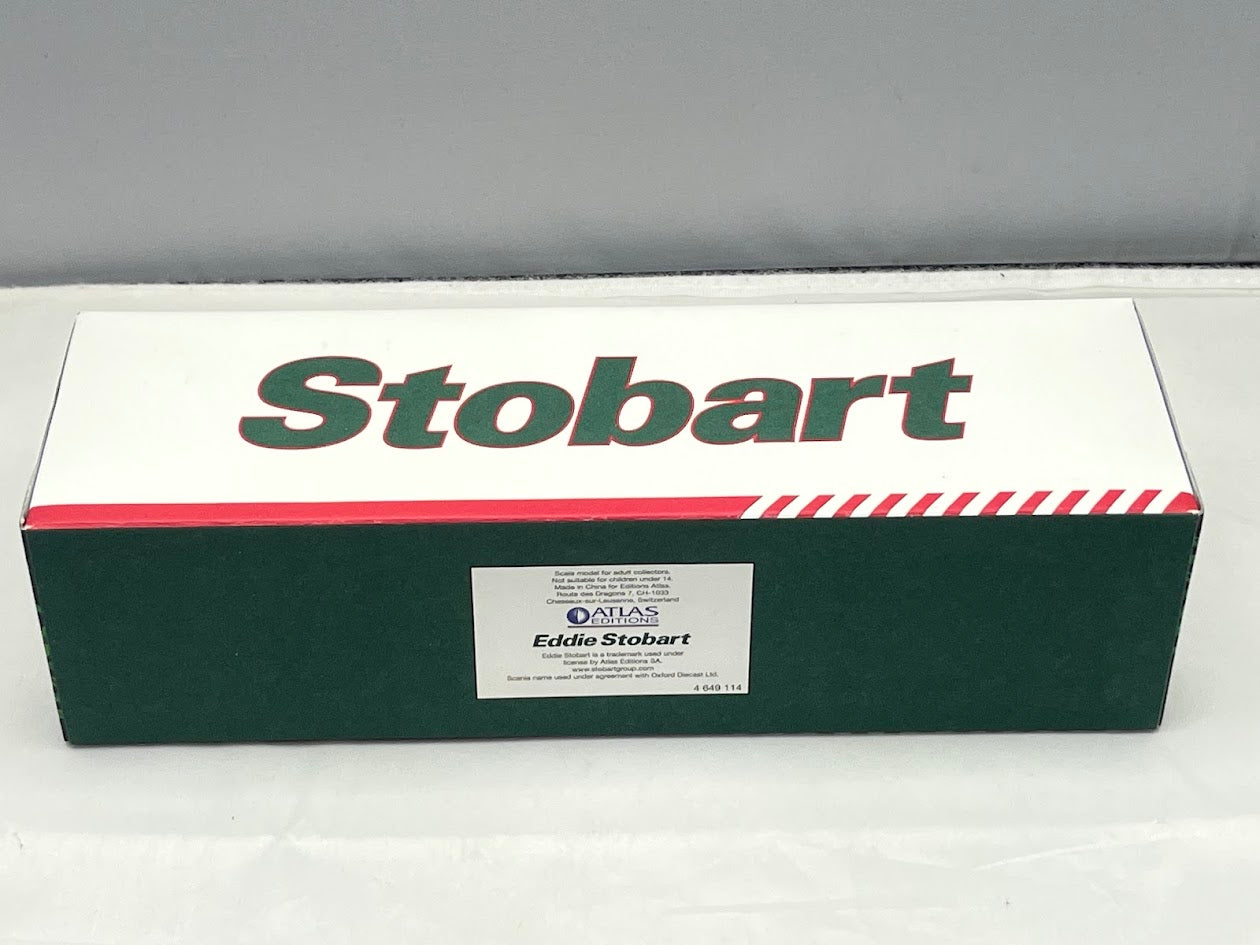 Stobart
Scale model for adult collectors.
Not suitable for children under 14.
Made in China for Editions Atlas.
Route des Dragons 7, CH-1033
Cheseaux-sur-Lausanne, Switzerland
ATLAS
EDITIONS
Eddie Stobart
Eddie Stobart is a trademark used under
license by Atlas Editions SA.
www.stobartgroup.com
Scania name used under agreement with Oxford Diecast Ltd.
4 649 114